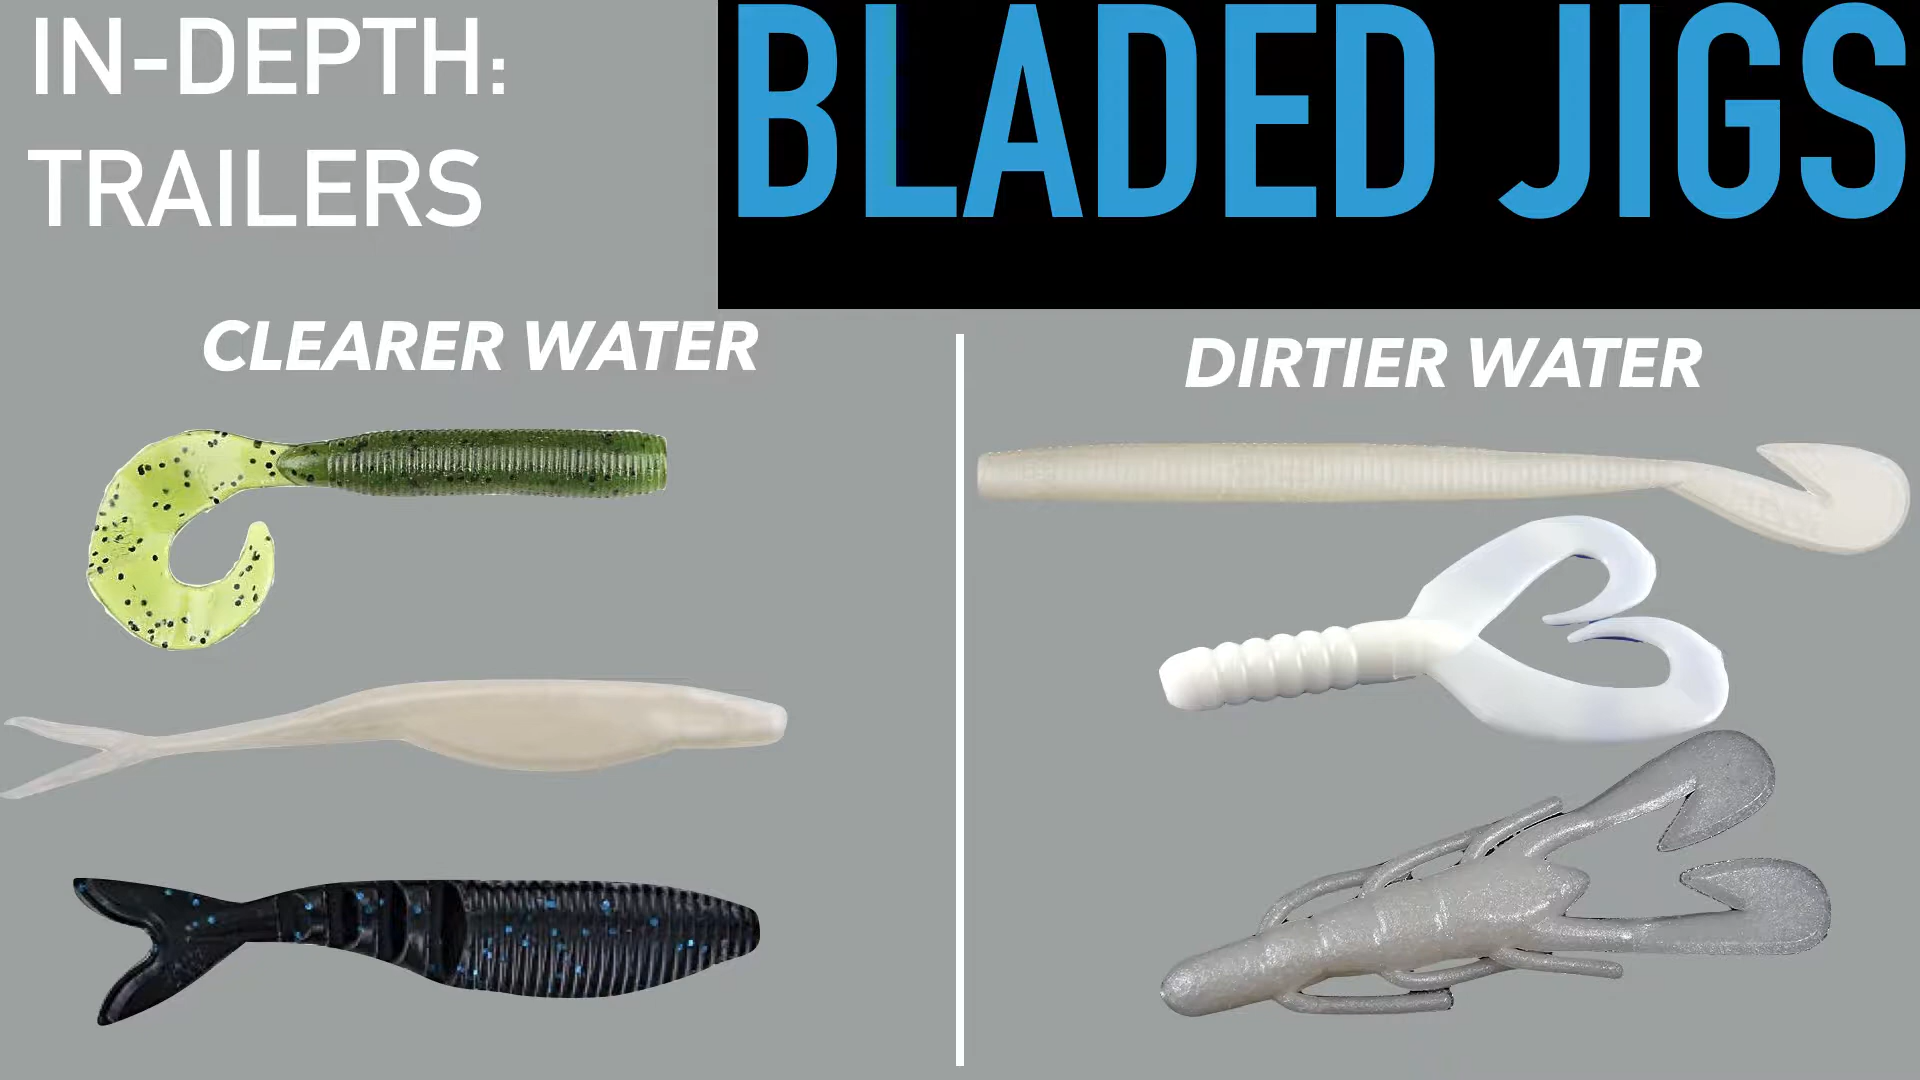 IN-DEPTH:
TRAILERS
BLADED JIGS
CLEARER WATER
DIRTIER WATER